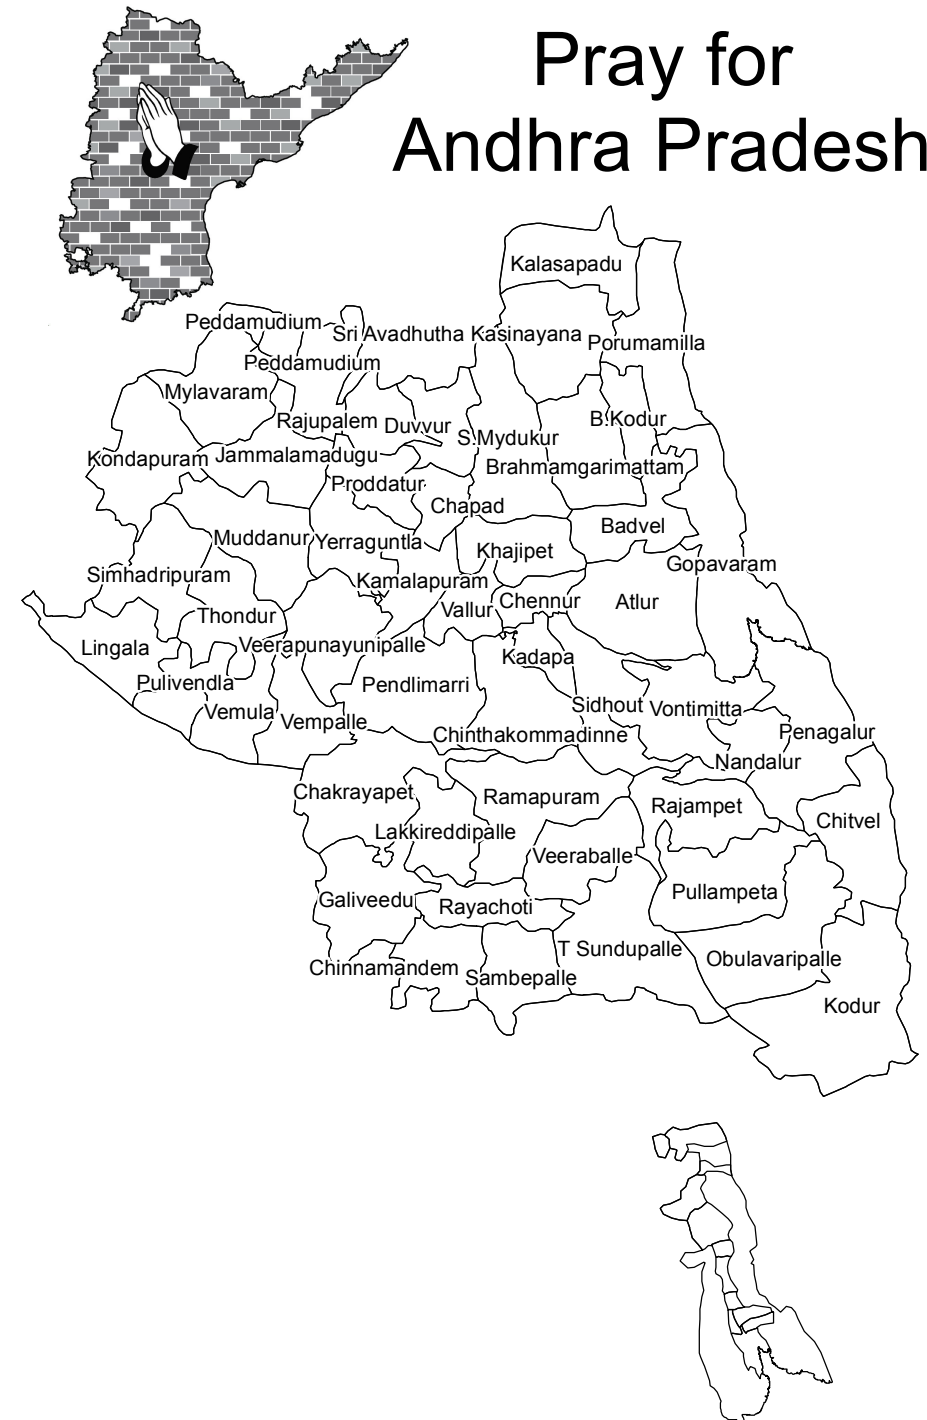 Pray for
Andhra Pradesh
Kalasapadu
Peddamudium
Sri Avadhutha Kasinayana
Porumamilla
Peddamudium
Mylavaram
Rajupalem
Duvvur
B.Kodur
S.Mydukur
Kondapuram
Jammalamadugu
Brahmamgarimattam
Proddatur
Chapad
Badvel
Muddanur
Yerraguntla
Khajipet
Gopavaram
Simhadripuram
Kamalapuram
Vallur
Chennur
Atlur
Thondur
Lingala
Veerapunayunipalle
Kadapa
Pulivendla
Pendlimarri
Sidhout
Vontimitta
Vemula
Vempalle
Chinthakommadinne
Penagalur
Nandalur
Chakrayapet
Ramapuram
Rajampet
Chitvel
Lakkireddipalle
Veeraballe
Galiveedu
Rayachoti
Pullampeta
T Sundupalle
Obulavaripalle
Chinnamandem
Sambepalle
Kodur